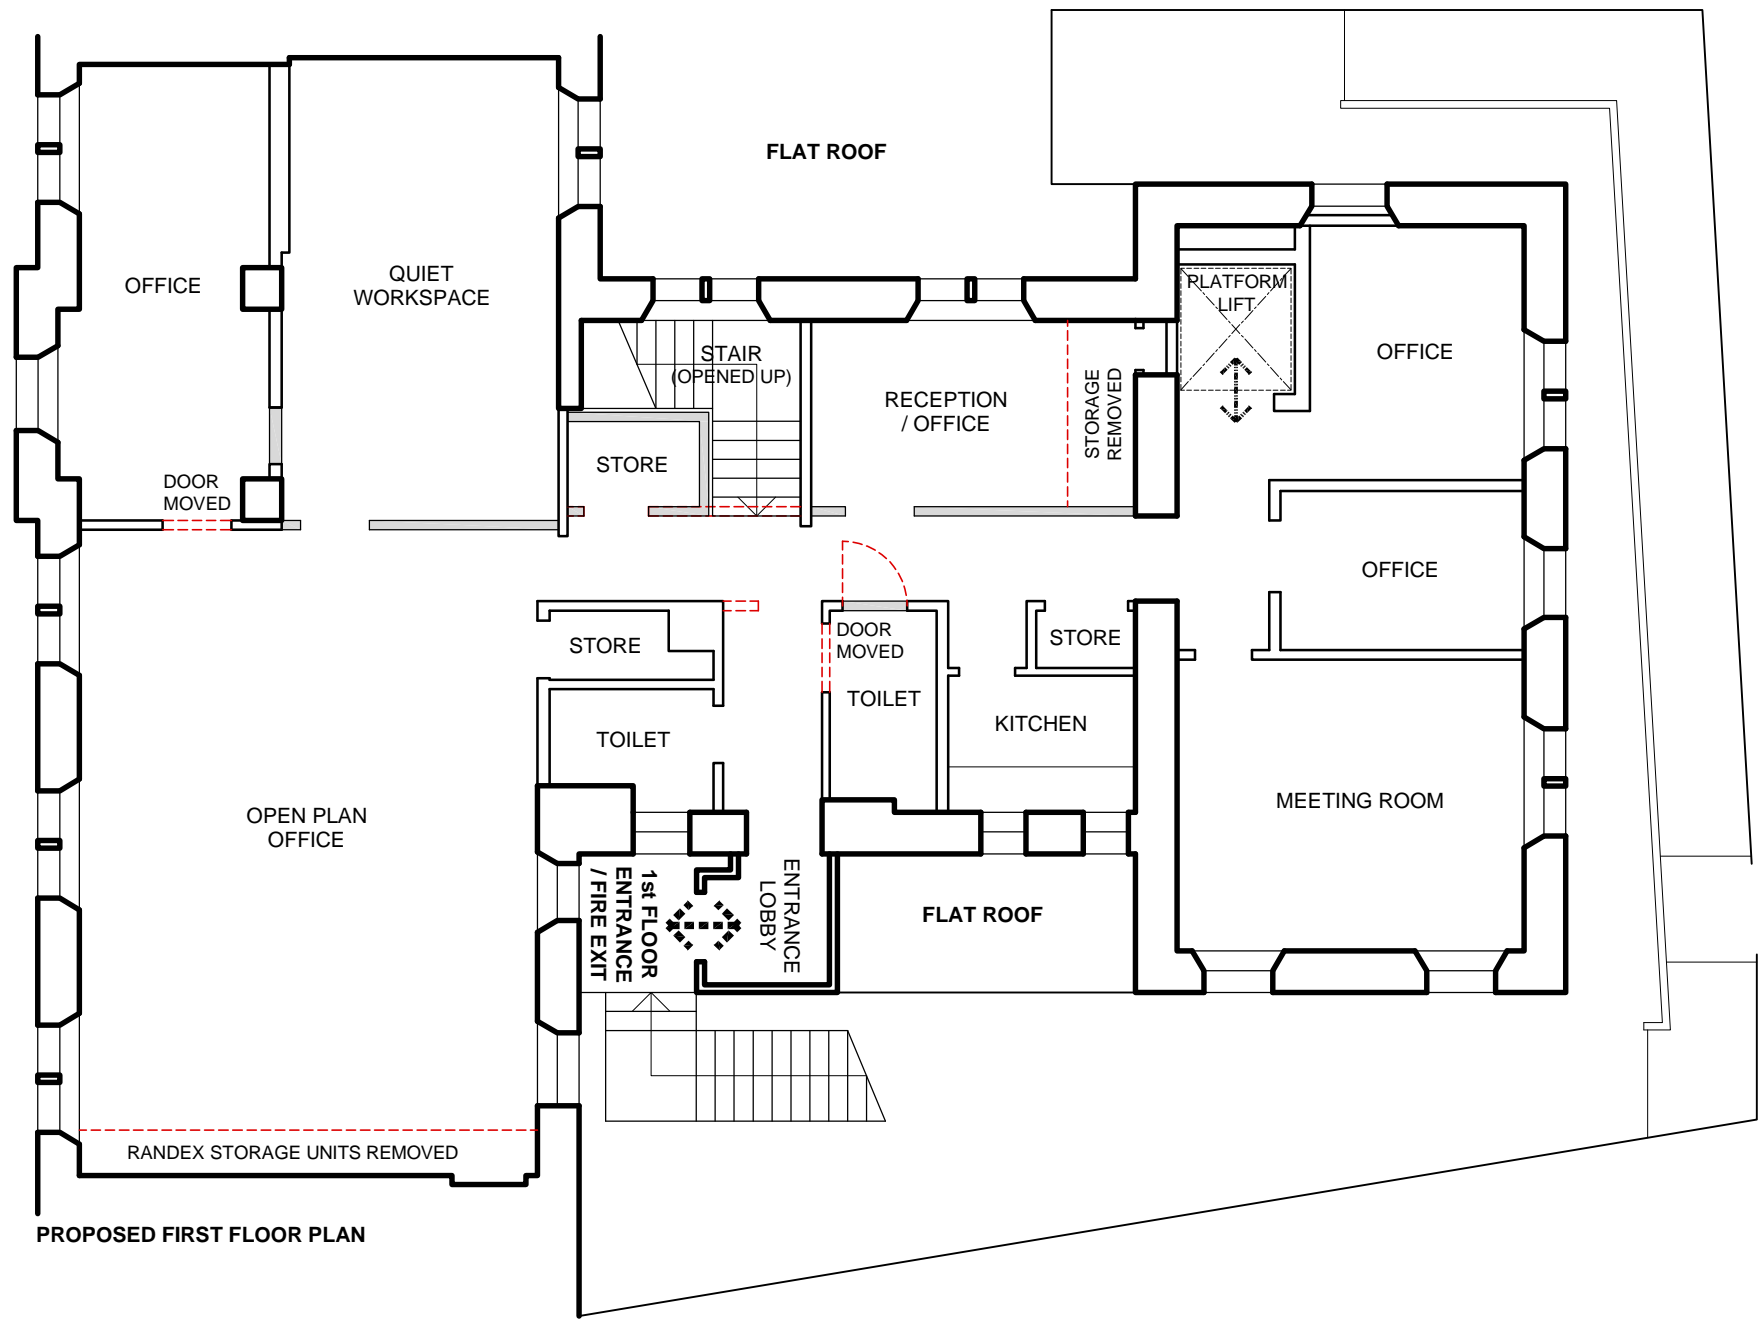 FLAT ROOF
OFFICE
QUIET
WORKSPACE
PLATFORM
LIFT
STAIR
(OPENED UP)
OFFICE
RECEPTION
/ OFFICE
STORAGE
REMOVED
STORE
DOOR
MOVED
OFFICE
STORE
DOOR
MOVED
STORE
TOILET
KITCHEN
TOILET
OPEN PLAN
OFFICE
MEETING ROOM
1st FLOOR
ENTRANCE
/ FIRE EXIT
ENTRANCE
LOBBY
FLAT ROOF
RANDEX STORAGE UNITS REMOVED
PROPOSED FIRST FLOOR PLAN